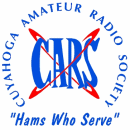 CUYAHOGA AMATEUR RADIO SOCIETY
CARS
"Hams Who Serve"